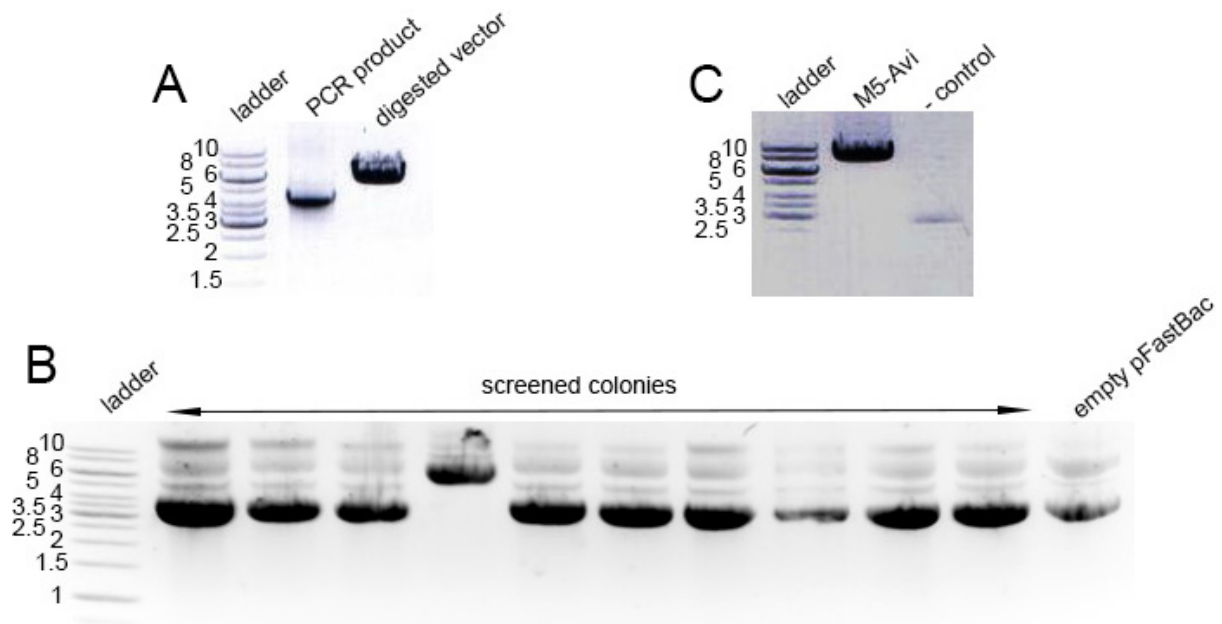 A
ladder
PCR product
digested vector
10
8
6
5
4
3.5
3
2.5
2
1.5
C
ladder
M5-Avi
- control
10
8
6
5
4
3.5
3
2.5
B
ladder
screened colonies
empty pFastBac
10
8
6
5
4
3.5
3
2.5
2
1.5
1